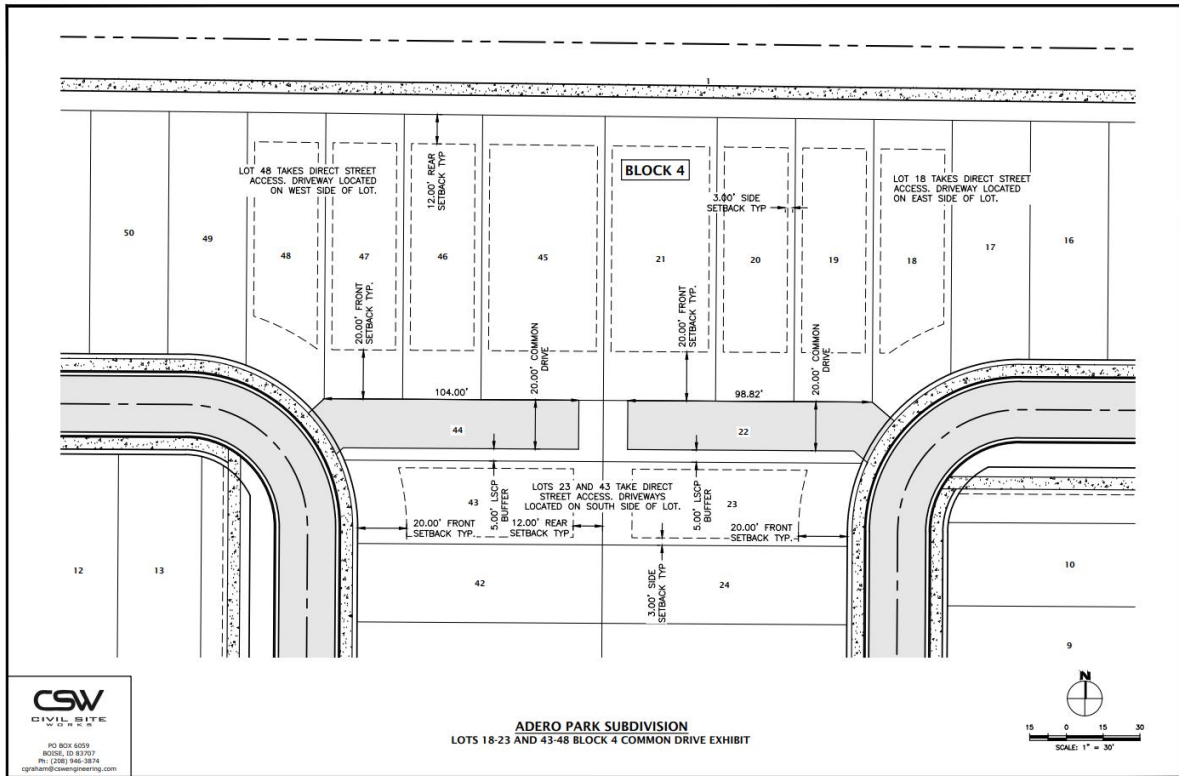 1
BLOCK 4
LOT 48 TAKES DIRECT STREET
ACCESS. DRIVEWAY LOCATED
ON WEST SIDE OF LOT.
12.00' REAR
SETBACK TYP
3.00' SIDE
SETBACK TYP
LOT 18 TAKES DIRECT STREET
ACCESS. DRIVEWAY LOCATED
ON EAST SIDE OF LOT.
50
49
48
47
46
45
21
20
19
18
17
16
20.00' FRONT
SETBACK TYP.
20.00' COMMON
DRIVE
20.00' FRONT
SETBACK TYP.
20.00' COMMON
DRIVE
104.00'
98.82'
44
22
43
5.00' LSCP
BUFFER
LOTS 23 AND 43 TAKE DIRECT
STREET ACCESS. DRIVEWAYS
LOCATED ON SOUTH SIDE OF LOT.
5.00' LSCP
BUFFER
23
20.00' FRONT
SETBACK TYP.
12.00' REAR
SETBACK TYP
20.00' FRONT
SETBACK TYP.
12
13
42
3.00' SIDE
SETBACK TYP
24
10
9
CSW
CIVIL SITE
WORKS
PO BOX 6059
BOISE, ID 83707
Ph: (208) 946-3874
cgraham@cswengineering.com
ADERO PARK SUBDIVISION
LOTS 18-23 AND 43-48 BLOCK 4 COMMON DRIVE EXHIBIT
N
15 0 15 30
SCALE: 1" = 30'